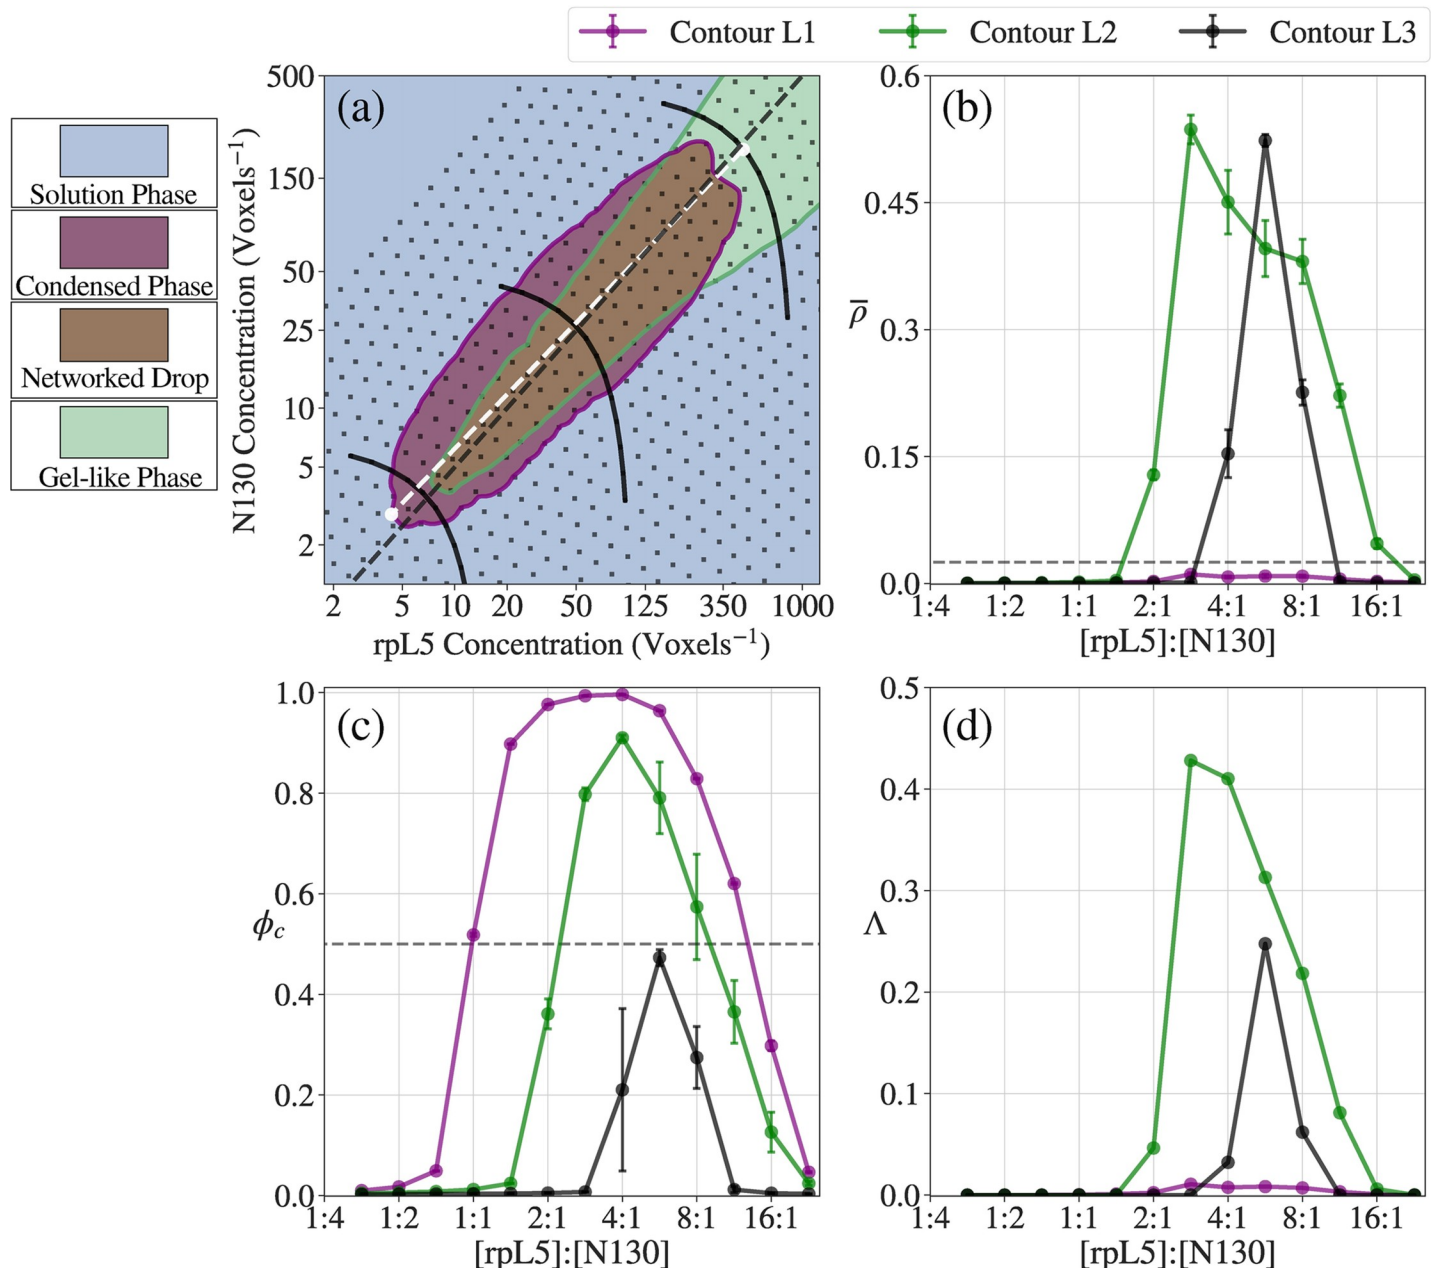 Contour L1
Contour L2
Contour L3
Solution Phase
Condensed Phase
Networked Drop
Gel-like Phase
(a)
N130 Concentration (Voxels⁻¹)
500
150
50
25
10
5
2
2 5 10 20 50 125 350 1000
rpL5 Concentration (Voxels⁻¹)
(b)
ρ̄
0.6
0.45
0.3
0.15
0.0
1:4 1:2 1:1 2:1 4:1 8:1 16:1
[rpL5]:[N130]
(c)
ϕc
1.0
0.8
0.6
0.4
0.2
0.0
1:4 1:2 1:1 2:1 4:1 8:1 16:1
[rpL5]:[N130]
(d)
Λ
0.5
0.4
0.3
0.2
0.1
0.0
1:4 1:2 1:1 2:1 4:1 8:1 16:1
[rpL5]:[N130]